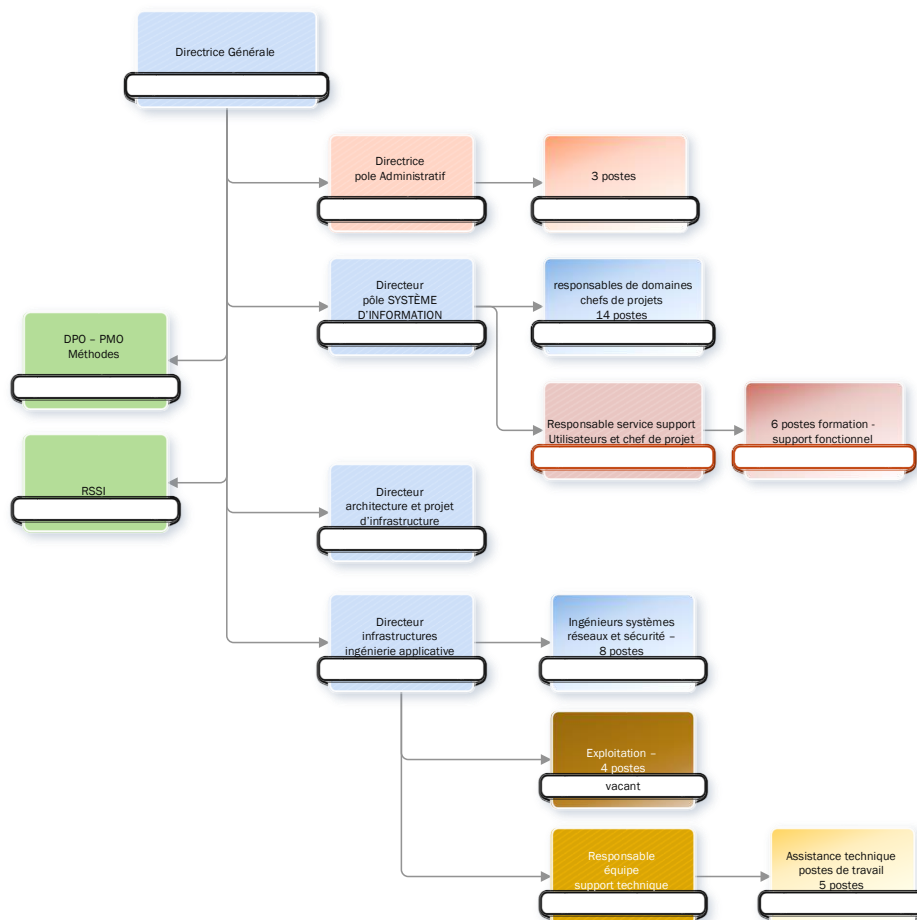 Directrice Générale
Directrice
pole Administratif
3 postes
Directeur
pôle SYSTÈME
D'INFORMATION
responsables de domaines
chefs de projets
14 postes
DPO – PMO
Méthodes
Responsable service support
Utilisateurs et chef de projet
6 postes formation -
support fonctionnel
RSSI
Directeur
architecture et projet
d'infrastructure
Directeur
infrastructures
ingénierie applicative
Ingénieurs systèmes
réseaux et sécurité –
8 postes
Exploitation –
4 postes
vacant
Responsable
équipe
support technique
Assistance technique
postes de travail
5 postes